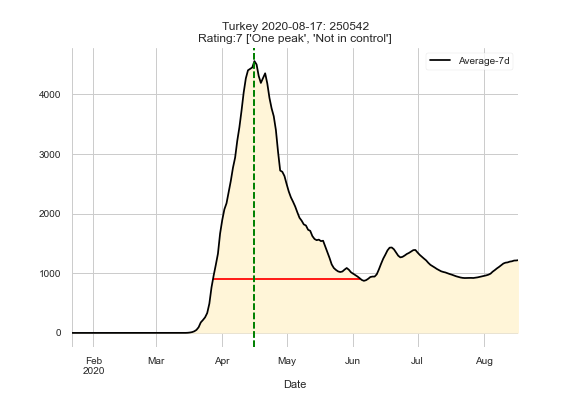 Turkey 2020-08-17: 250542
Rating:7 ['One peak', 'Not in control']
Average-7d
4000
3000
2000
1000
0
Feb Mar Apr May Jun Jul Aug
2020
Date